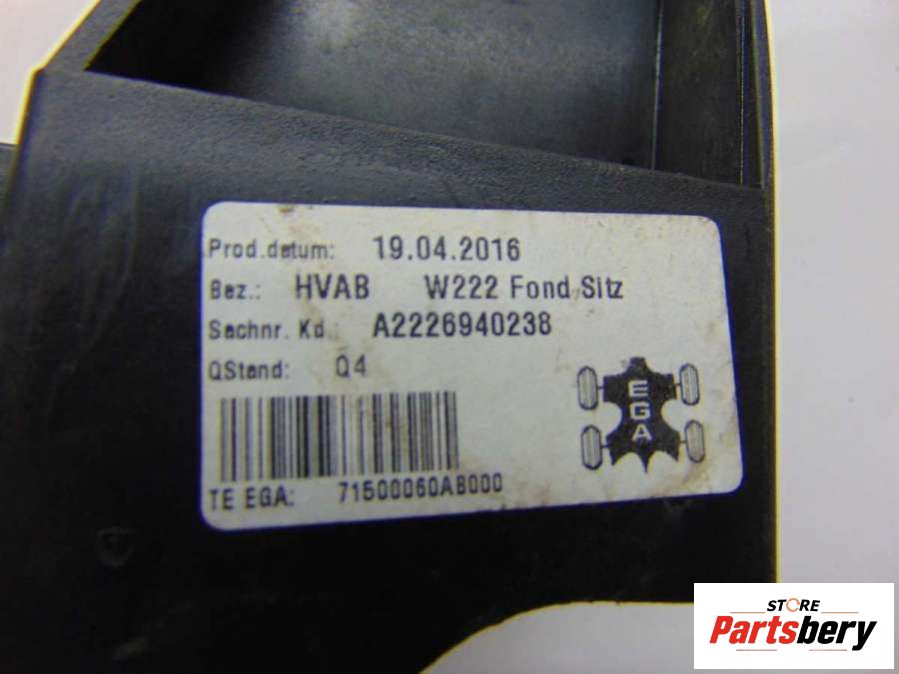 Prod.datum: 19.04.2016
Bez.: HVAB W222 Fond Sitz
Sachnr. Kd.: A2226940238
QStand: Q4
EGA
TE EGA: 71500060AB000
STORE
Partsbery